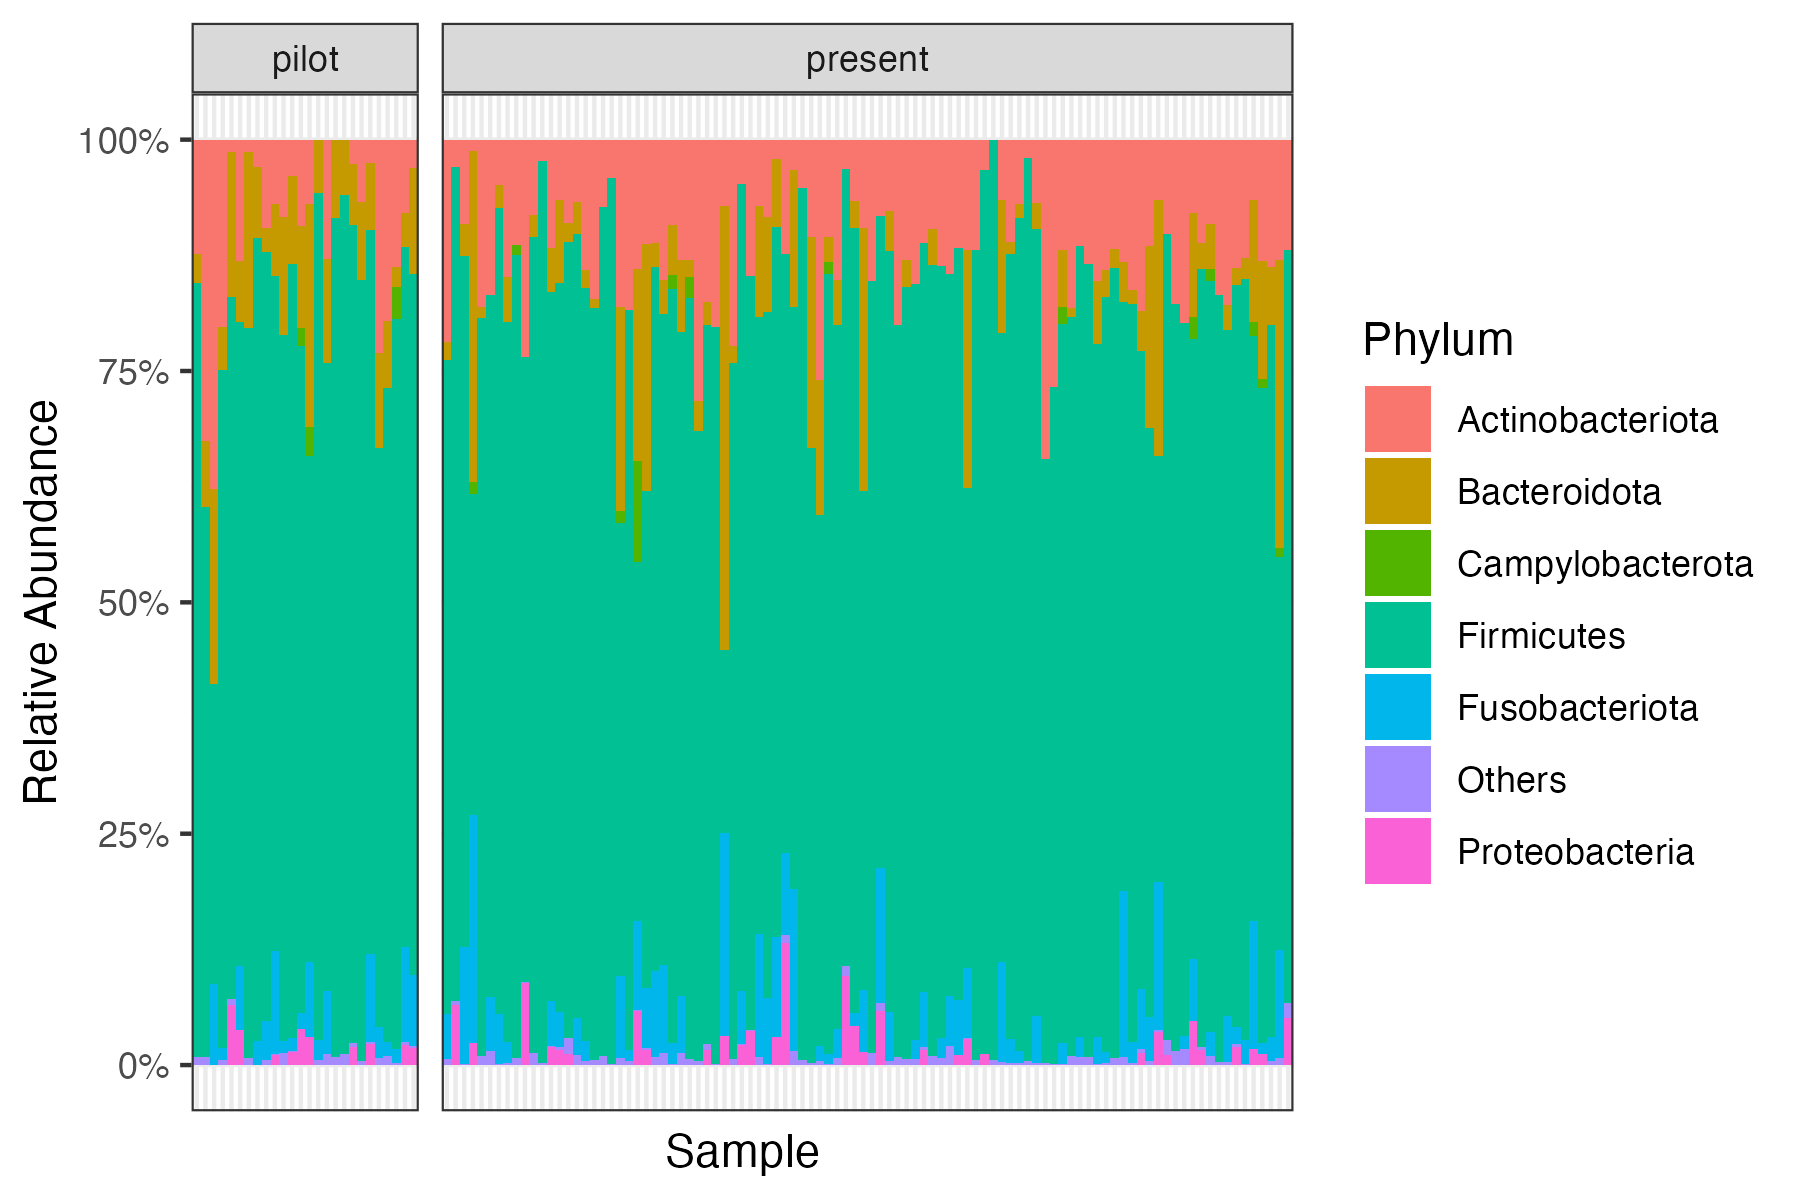 pilot
present
100%
75%
50%
25%
0%
Relative Abundance
Sample
Phylum
Actinobacteriota
Bacteroidota
Campylobacterota
Firmicutes
Fusobacteriota
Others
Proteobacteria